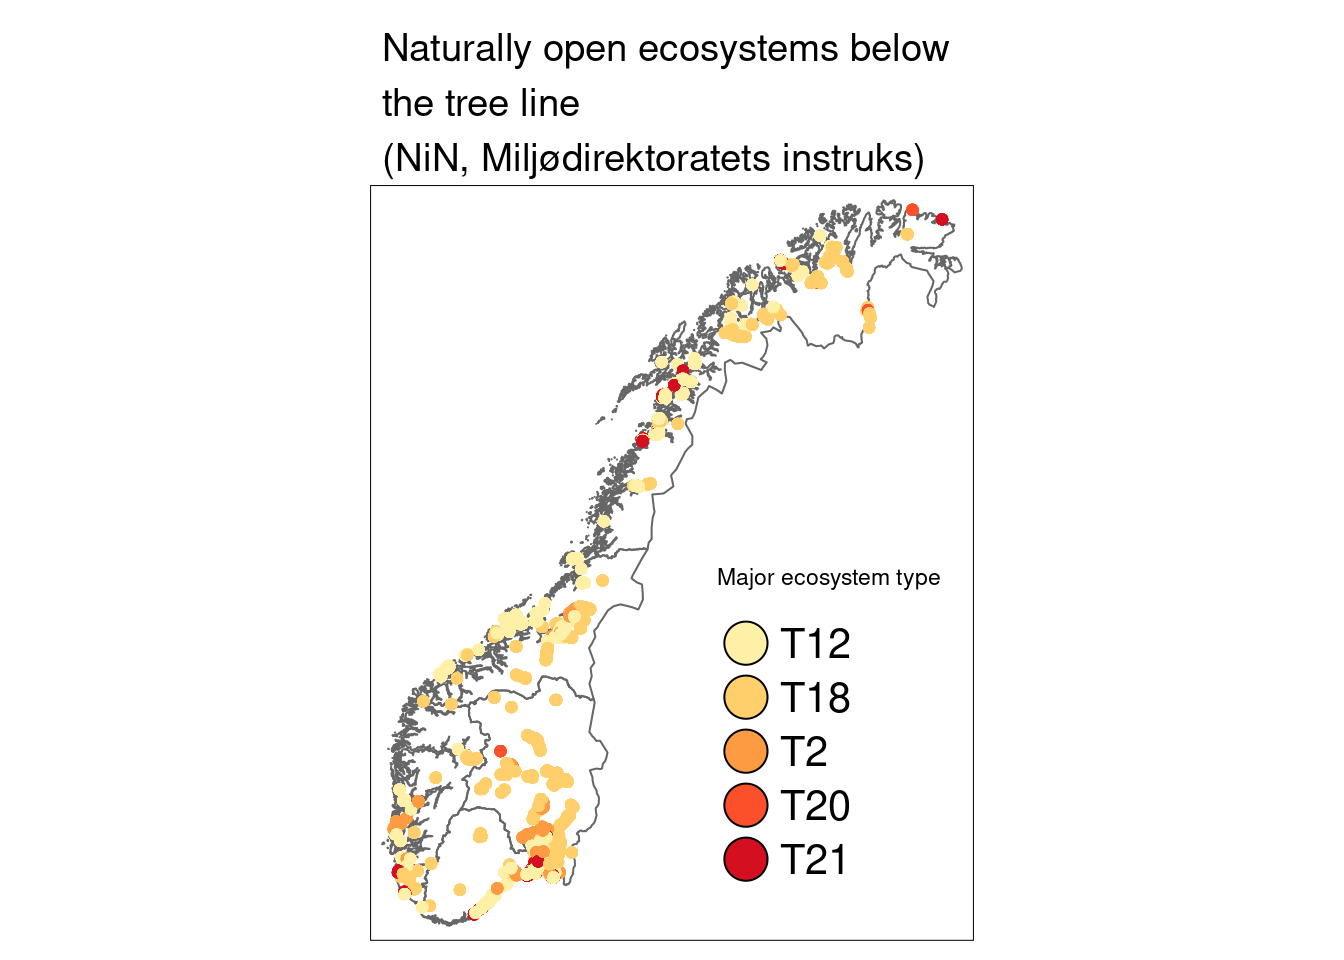 Naturally open ecosystems below
the tree line
(NiN, Miljødirektoratets instruks)
Major ecosystem type
T12
T18
T2
T20
T21